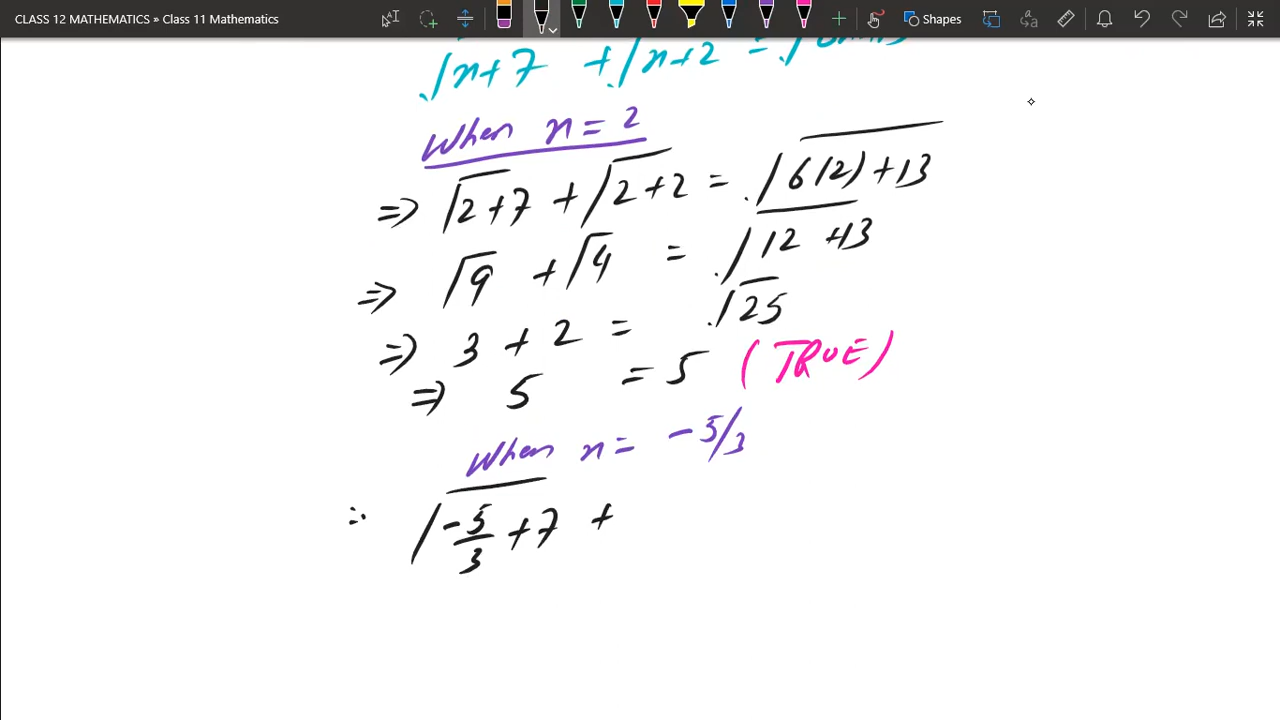 CLASS 12 MATHEMATICS » Class 11 Mathematics Shapes
√x+7 + √x+2 =
When x = 2
⇒ √2+7 + √2+2 = √6(2)+13
⇒ √9 + √4 = √12 +13
⇒ 3 + 2 = √25
⇒ 5 = 5 (TRUE)
When x = -5/3
∴ √-5/3 +7 +